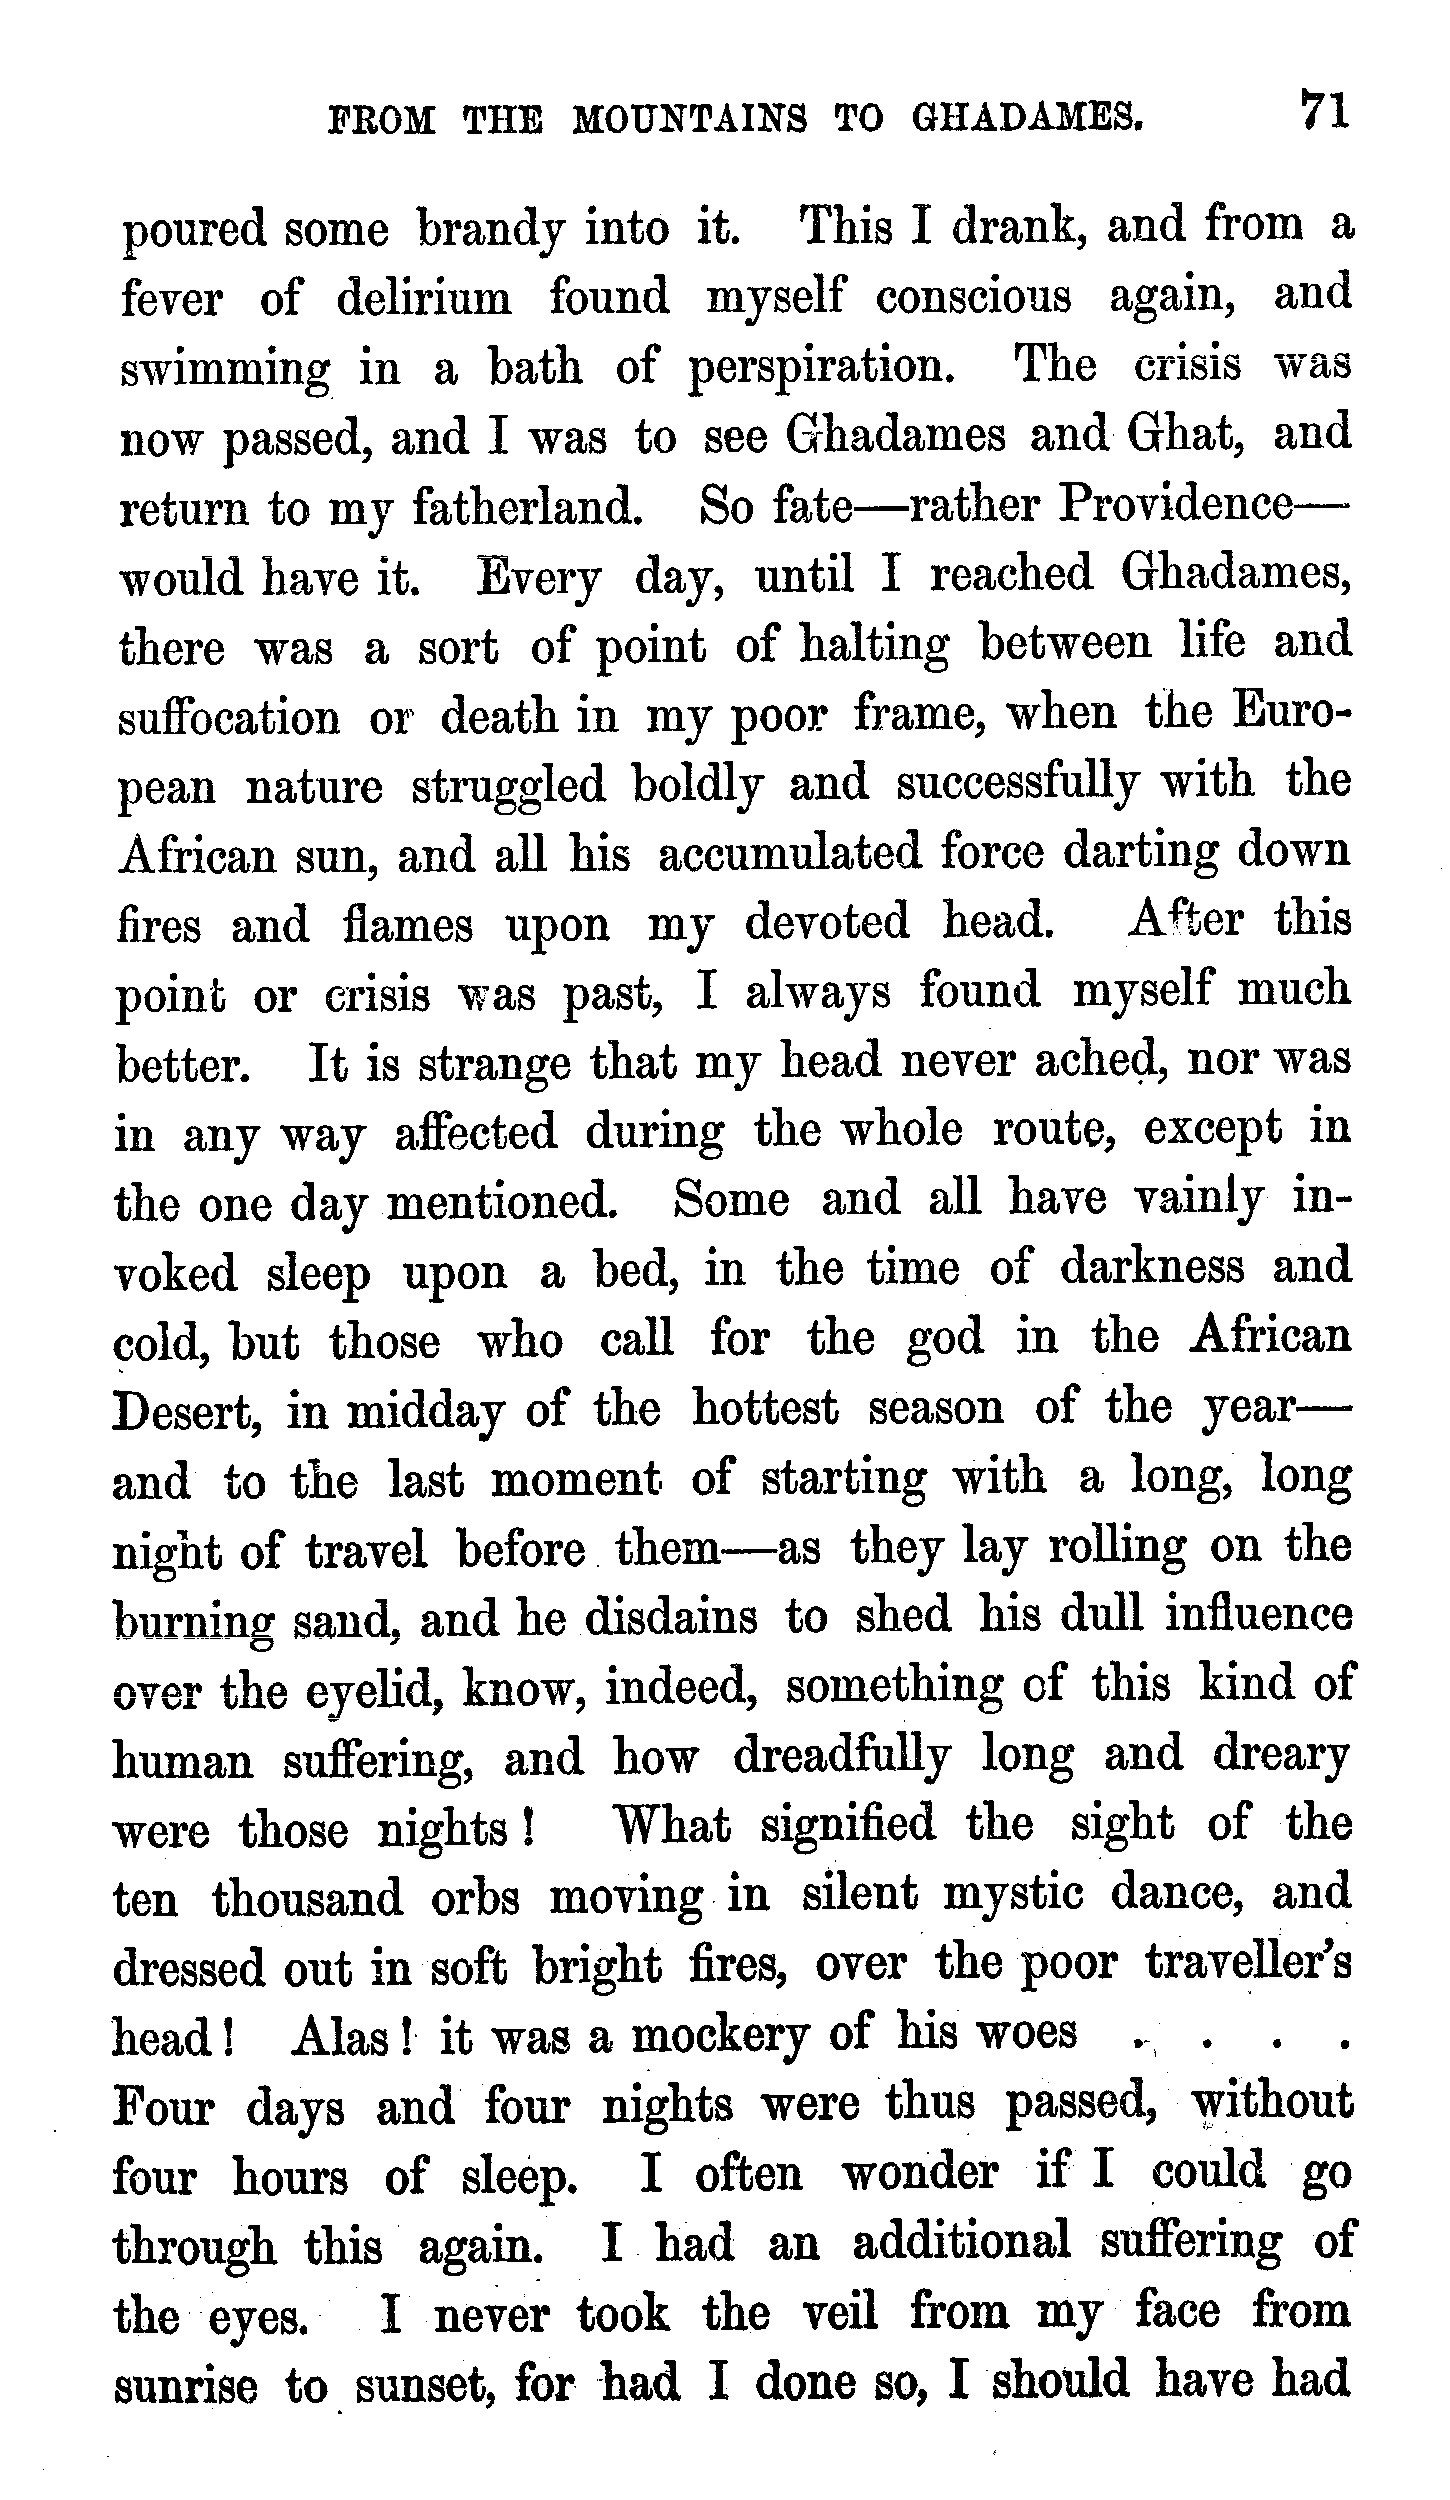 FROM THE MOUNTAINS TO GHADAMES. 71
poured some brandy into it. This I drank, and from a
fever of delirium found myself conscious again, and
swimming in a bath of perspiration. The crisis was
now passed, and I was to see Ghadames and Ghat, and
return to my fatherland. So fate—rather Providence—
would have it. Every day, until I reached Ghadames,
there was a sort of point of halting between life and
suffocation or death in my poor frame, when the Euro-
pean nature struggled boldly and successfully with the
African sun, and all his accumulated force darting down
fires and flames upon my devoted head. After this
point or crisis was past, I always found myself much
better. It is strange that my head never ached, nor was
in any way affected during the whole route, except in
the one day mentioned. Some and all have vainly in-
voked sleep upon a bed, in the time of darkness and
cold, but those who call for the god in the African
Desert, in midday of the hottest season of the year—
and to the last moment of starting with a long, long
night of travel before them—as they lay rolling on the
burning sand, and he disdains to shed his dull influence
over the eyelid, know, indeed, something of this kind of
human suffering, and how dreadfully long and dreary
were those nights! What signified the sight of the
ten thousand orbs moving in silent mystic dance, and
dressed out in soft bright fires, over the poor traveller's
head! Alas! it was a mockery of his woes . . . .
Four days and four nights were thus passed, without
four hours of sleep. I often wonder if I could go
through this again. I had an additional suffering of
the eyes. I never took the veil from my face from
sunrise to sunset, for had I done so, I should have had